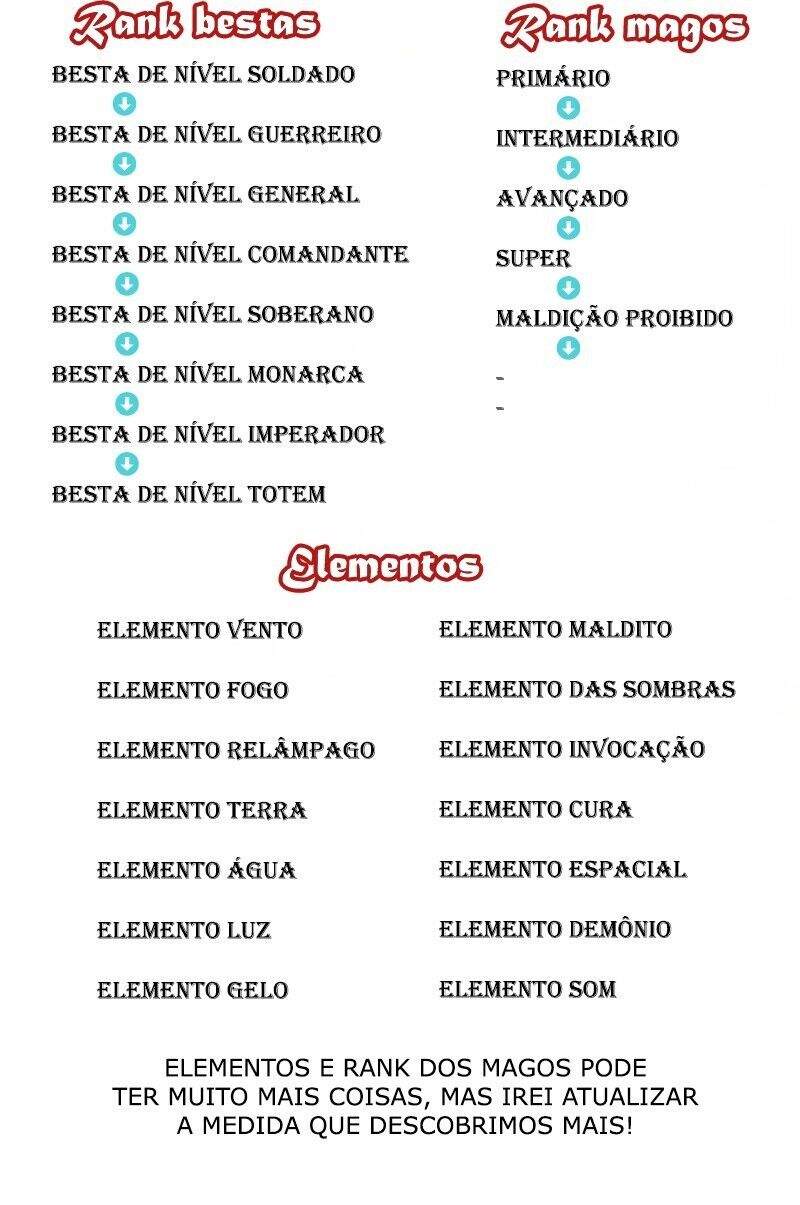 Rank bestas
BESTA DE NÍVEL SOLDADO
BESTA DE NÍVEL GUERREIRO
BESTA DE NÍVEL GENERAL
BESTA DE NÍVEL COMANDANTE
BESTA DE NÍVEL SOBERANO
BESTA DE NÍVEL MONARCA
BESTA DE NÍVEL IMPERADOR
BESTA DE NÍVEL TOTEM
Rank magos
PRIMÁRIO
INTERMEDIÁRIO
AVANÇADO
SUPER
MALDIÇÃO PROIBIDO
-
-
Elementos
ELEMENTO VENTO
ELEMENTO FOGO
ELEMENTO RELÂMPAGO
ELEMENTO TERRA
ELEMENTO ÁGUA
ELEMENTO LUZ
ELEMENTO GELO
ELEMENTO MALDITO
ELEMENTO DAS SOMBRAS
ELEMENTO INVOCAÇÃO
ELEMENTO CURA
ELEMENTO ESPACIAL
ELEMENTO DEMÔNIO
ELEMENTO SOM
ELEMENTOS E RANK DOS MAGOS PODE
TER MUITO MAIS COISAS, MAS IREI ATUALIZAR
A MEDIDA QUE DESCOBRIMOS MAIS!